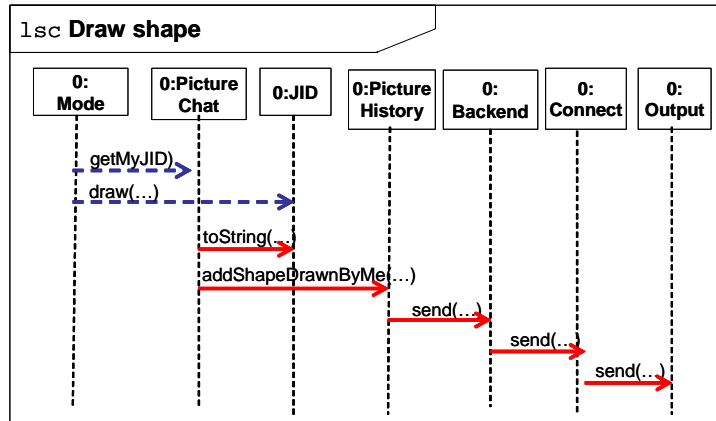 lsc Draw shape
0:
Mode
0:Picture
Chat
0:JID
0:Picture
History
0:
Backend
0:
Connect
0:
Output
getMyJID)
draw(...)
toString(...)
addShapeDrawnByMe(...)
send(...)
send(...)
send(...)